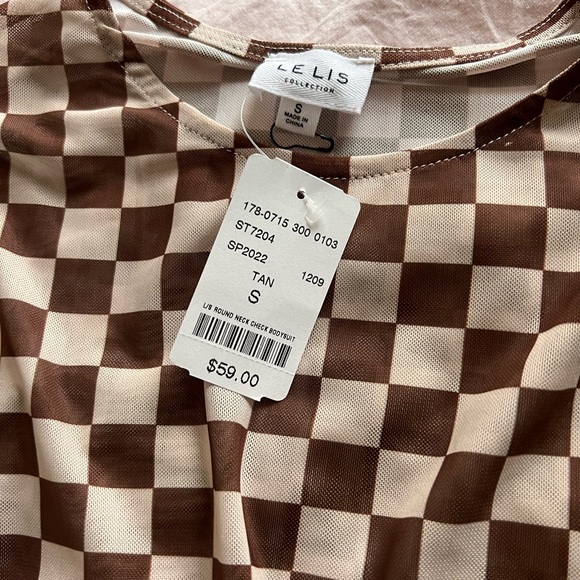 LE LIS
COLLECTION
S
MADE IN
CHINA
178-0715 300 0103
ST7204
SP2022
TAN 1209
S
L/S ROUND NECK CHECK BODYSUIT
$59.00